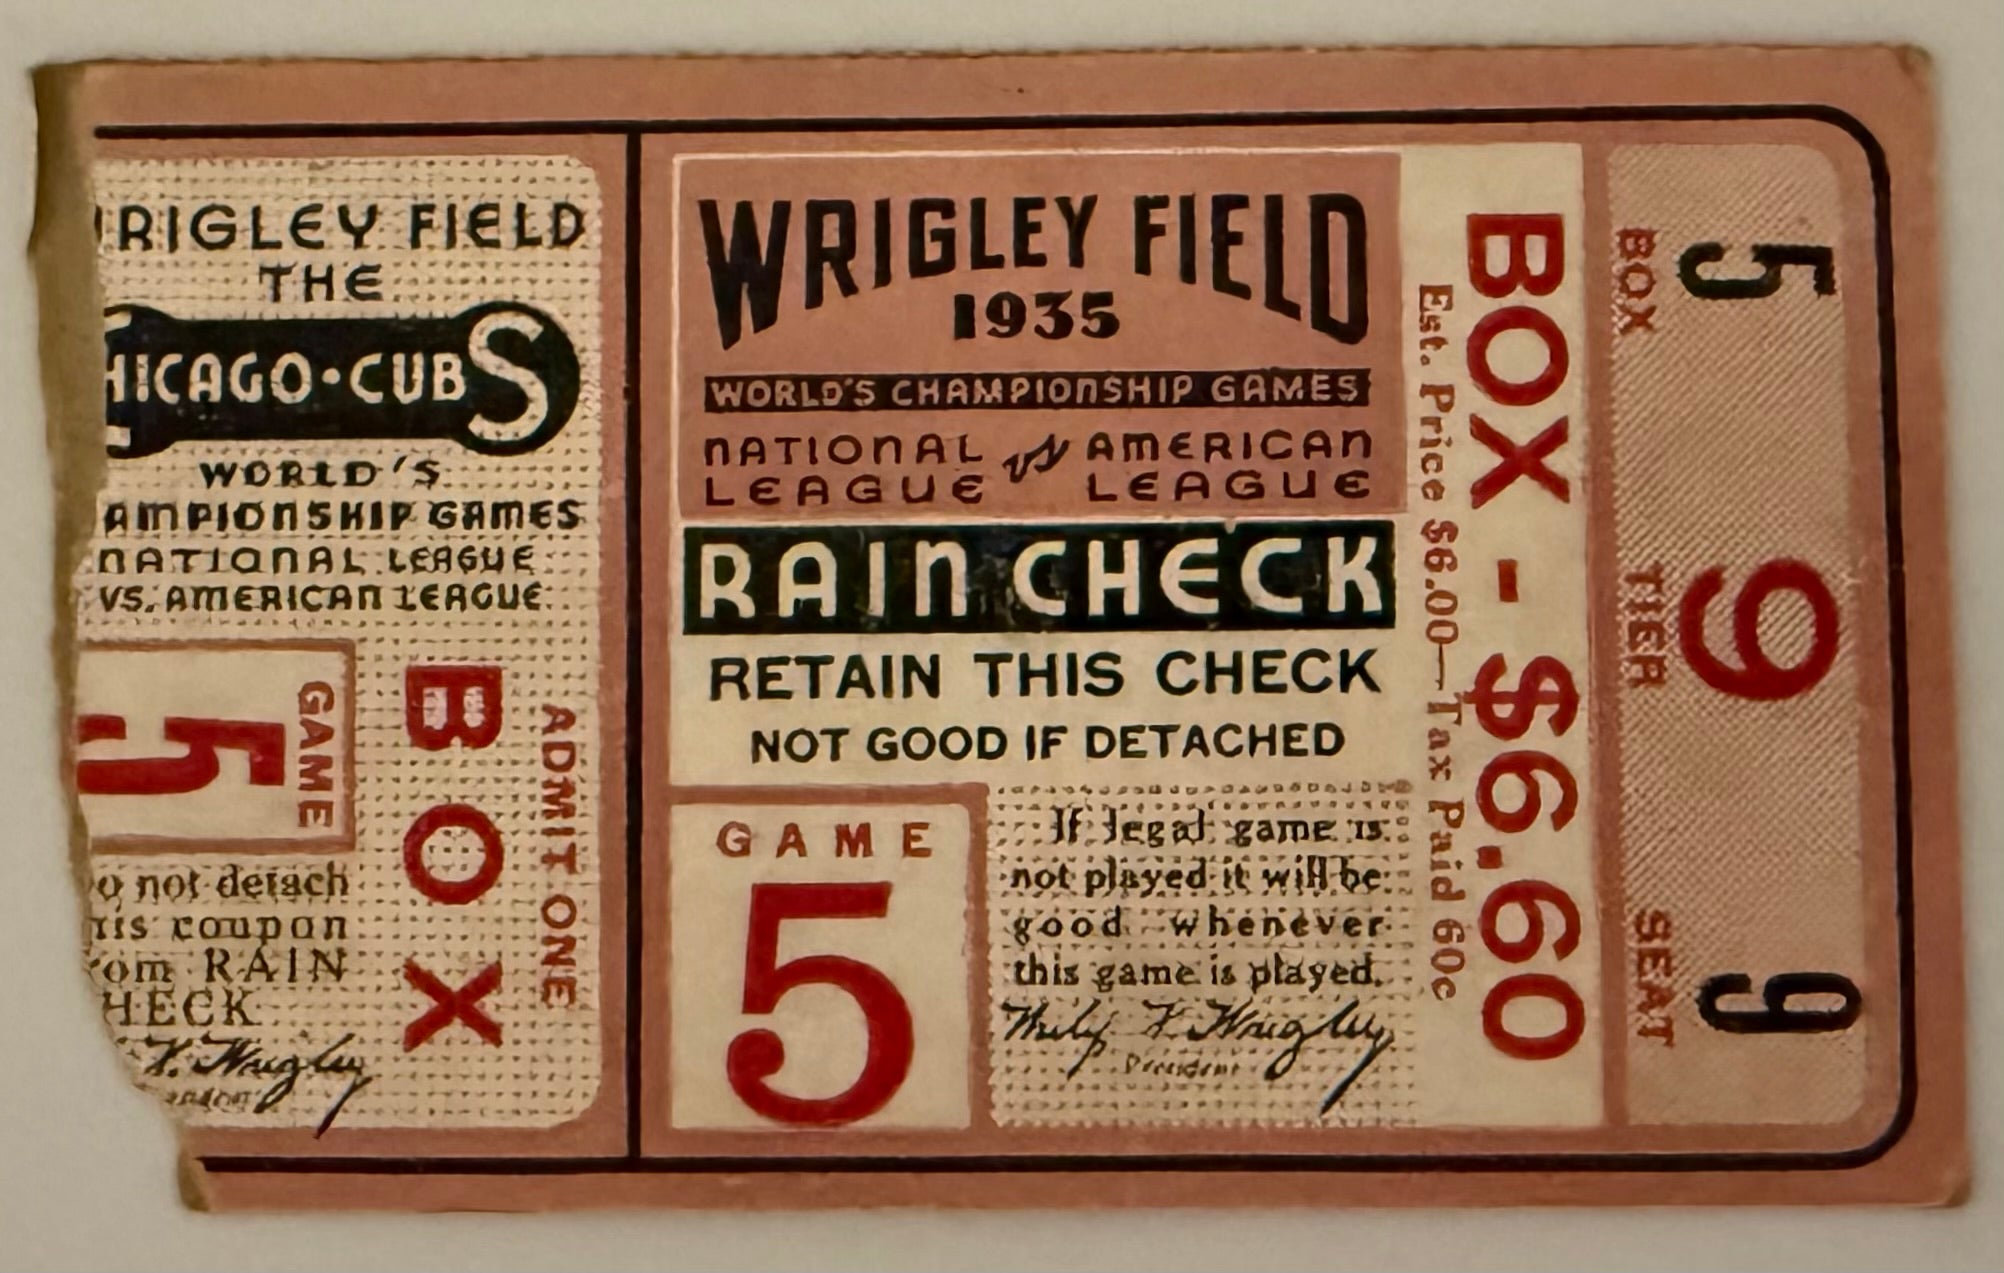 RIGLEY FIELD
THE
HICAGO·CUBS
WORLD'S
AMPIONSHIP GAMES
NATIONAL LEAGUE
VS. AMERICAN LEAGUE
GAME
5
BOX
ADMIT ONE
o not detach
his coupon
om RAIN
HECK
K. Wrigley
WRIGLEY FIELD
1935
WORLD'S CHAMPIONSHIP GAMES
NATIONAL LEAGUE vs AMERICAN LEAGUE
RAIN CHECK
RETAIN THIS CHECK
NOT GOOD IF DETACHED
GAME
5
If legal game is
not played it will be
good whenever
this game is played.
Philip K. Wrigley
President
BOX - $6.60
Est. Price $6.00—Tax Paid 60c
BOX 5
TIER 9
SEAT 9